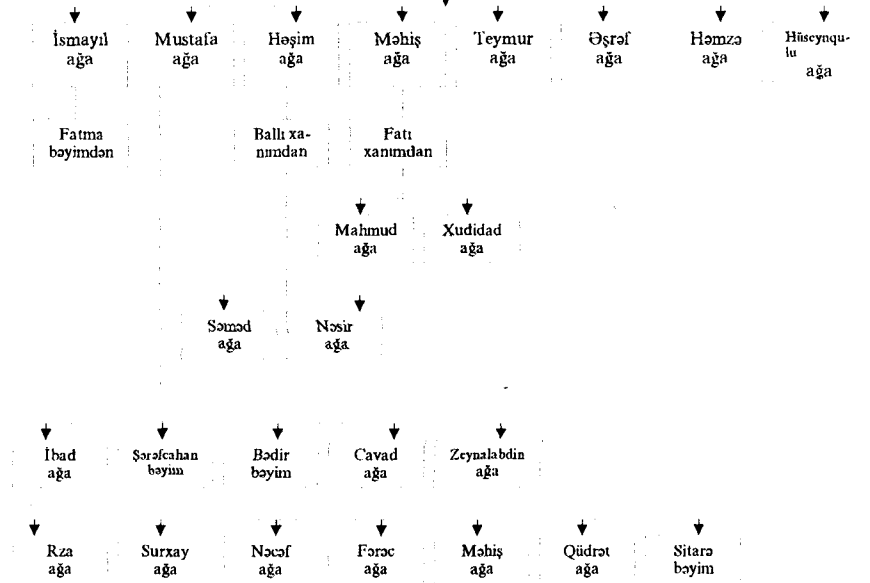 İsmayıl ağa
Mustafa ağa
Həşim ağa
Məhiş ağa
Teymur ağa
Əşrəf ağa
Həmzə ağa
Hüseynqu-
lu
ağa
Fatma
bəyimdən
Ballı xa-
nımdan
Fatı
xanımdan
Mahmud
ağa
Xudidad
ağa
Səməd
ağa
Nəsir
ağa
İbad
ağa
Şərəfcahan
bəyim
Bədir
bəyim
Cavad
ağa
Zeynalabdin
ağa
Rza
ağa
Surxay
ağa
Nəcəf
ağa
Fərəc
ağa
Məhiş
ağa
Qüdrət
ağa
Sitarə
bəyim